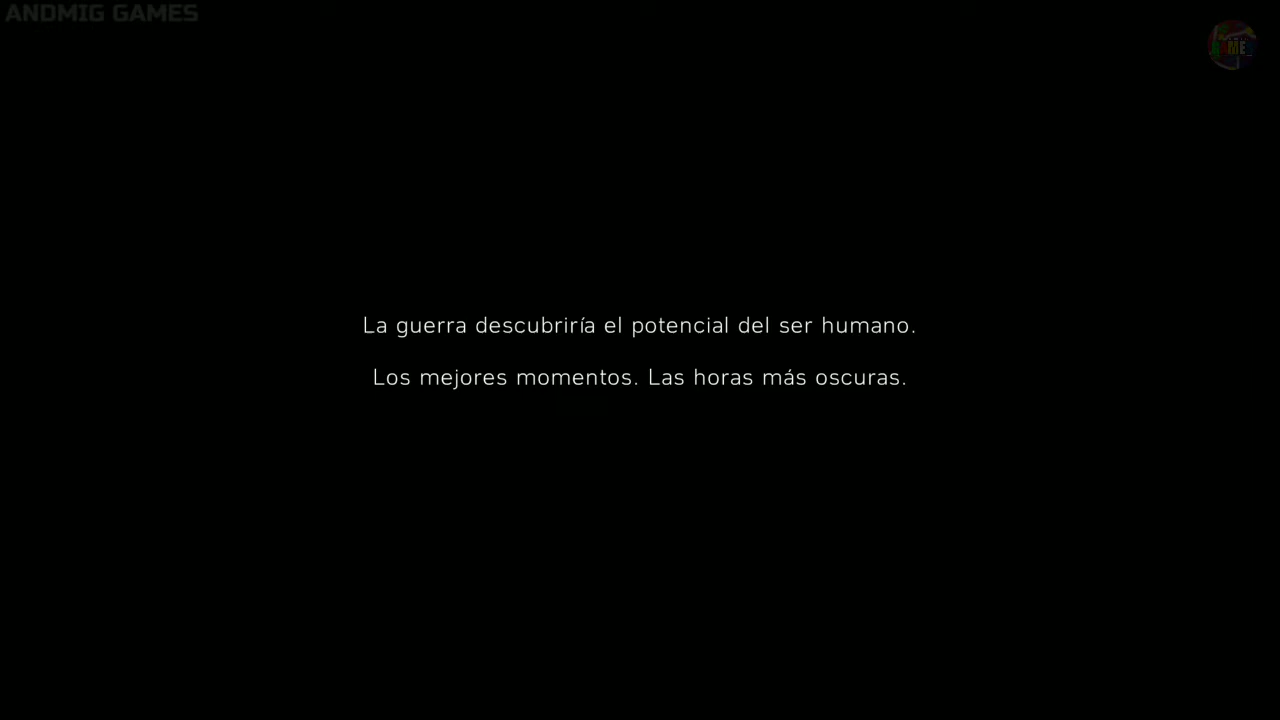 ANDMIG GAMES
La guerra descubriría el potencial del ser humano.
Los mejores momentos. Las horas más oscuras.